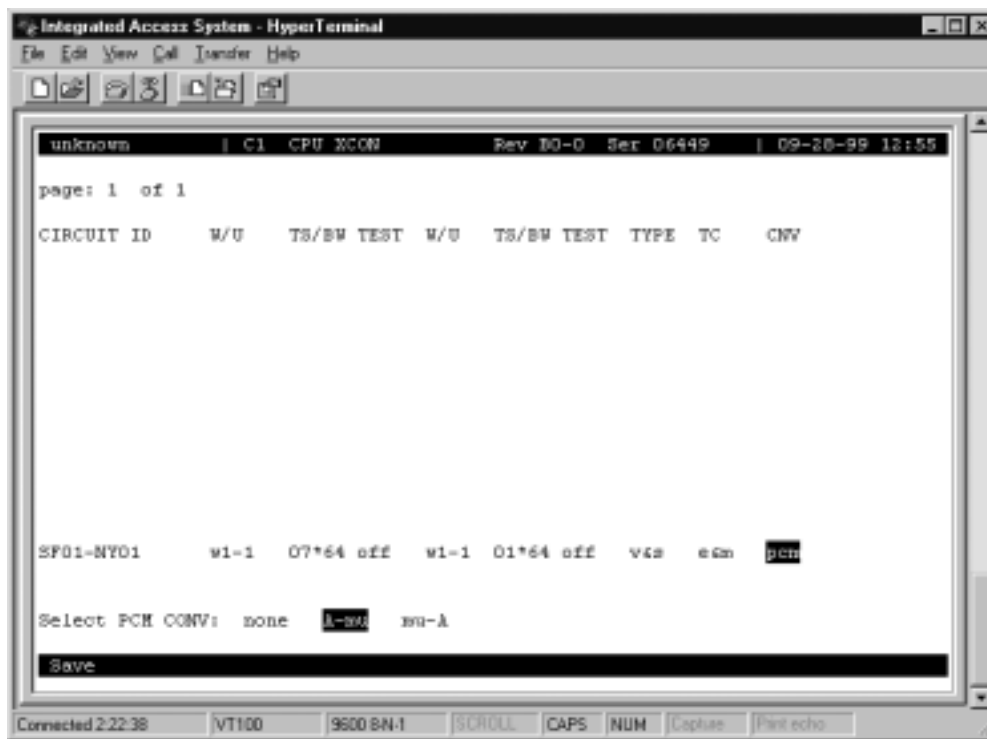 Integrated Access System - HyperTerminal
File Edit View Call Transfer Help
unknown | C1 CPU XCON Rev B0-0 Ser 06449 | 09-28-99 12:55
page: 1 of 1
CIRCUIT ID W/U TS/BW TEST W/U TS/BW TEST TYPE TC CNV
SF01-NY01 w1-1 07*64 off w1-1 01*64 off v&s e&m pcm
Select PCM CONV: none A-mu mu-A
Save
Connected 2:22:38 VT100 9600 8-N-1 SCROLL CAPS NUM Capture Print echo